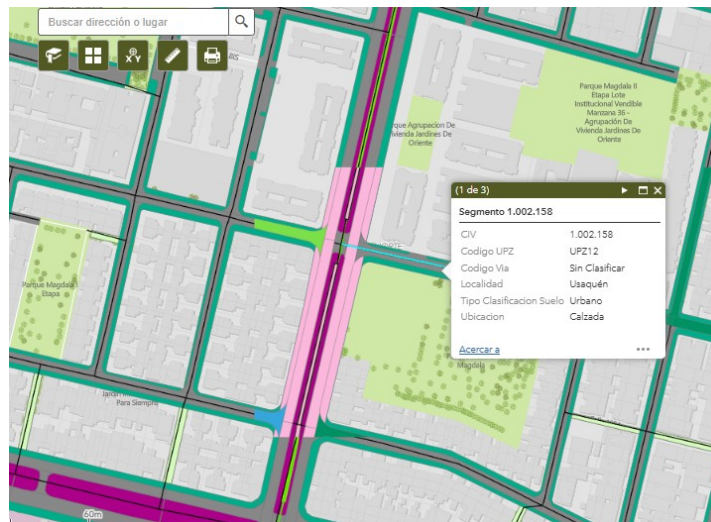 Buscar dirección o lugar
BIS
Parque Magdala II
Etapa Lote
Institucional Vendible
Manzana 36 -
Agrupación De
Vivienda Jardines De
Oriente
rque Agrupacion De
Vivienda Jardines De
Oriente
(1 de 3)
Segmento 1.002.158
CIV 1.002.158
Codigo UPZ UPZ12
Codigo Via Sin Clasificar
Localidad Usaquén
Tipo Clasificacion Suelo Urbano
Ubicacion Calzada
Acercar a
Magdala
Parque Magdala I
Etapa
Para Siempre
60m